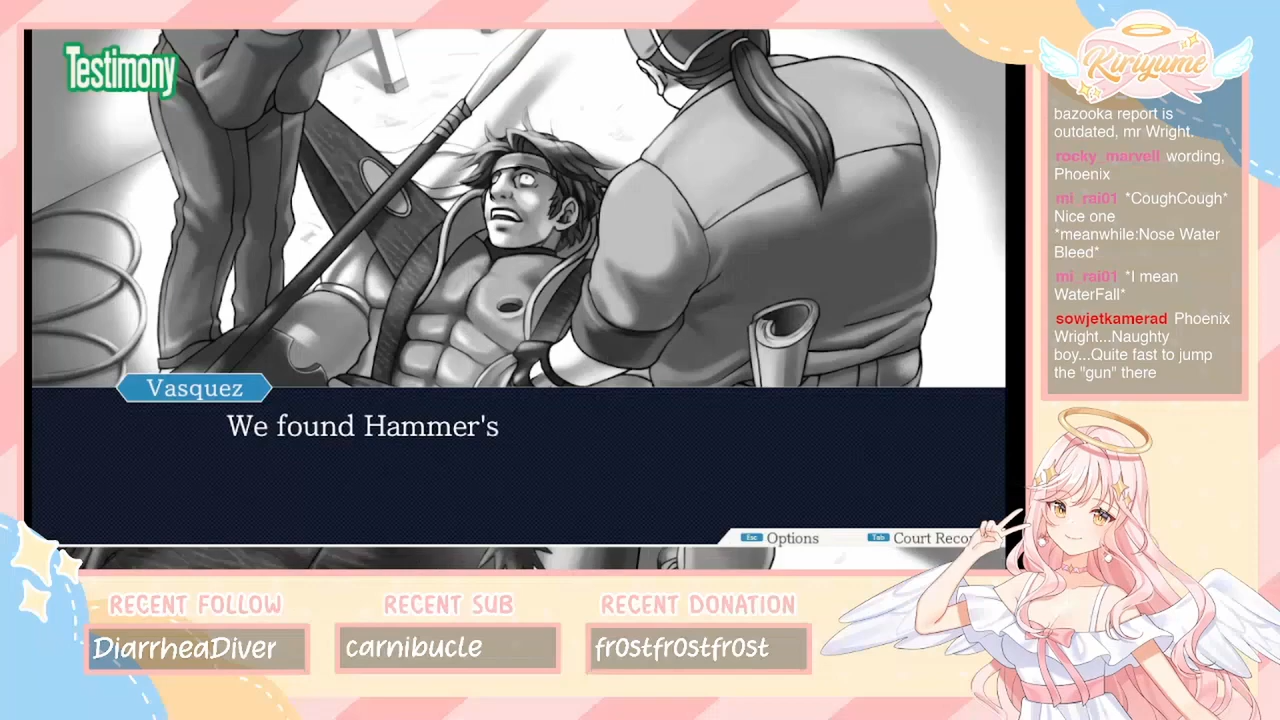 Testimony
Vasquez
We found Hammer's
Esc Options
Tab Court Reco
Kiriyume
bazooka report is
outdated, mr Wright.
rocky_marvell wording,
Phoenix
mi_rai01 *CoughCough*
Nice one
*meanwhile:Nose Water
Bleed*
mi_rai01 *I mean
WaterFall*
sowjetkamerad Phoenix
Wright...Naughty
boy...Quite fast to jump
the "gun" there
RECENT FOLLOW
DiarrheaDiver
RECENT SUB
carnibucle
RECENT DONATION
fr0stfr0stfr0st